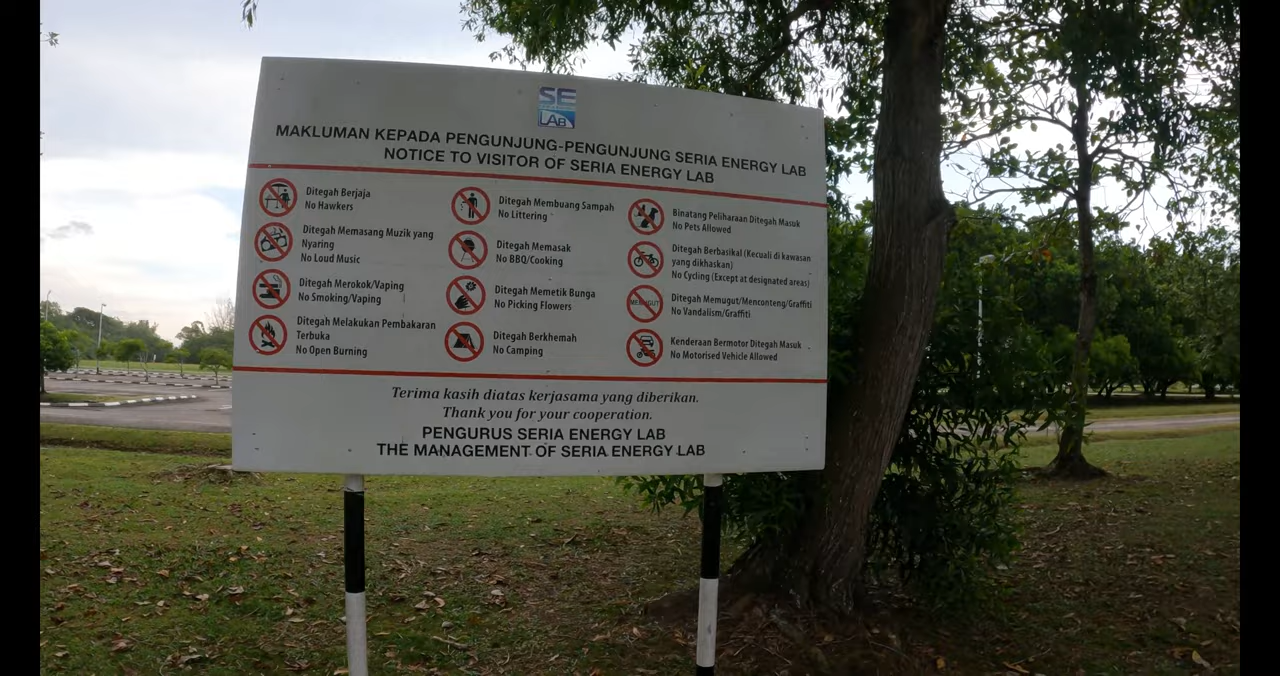 SE
LAB
MAKLUMAN KEPADA PENGUNJUNG-PENGUNJUNG SERIA ENERGY LAB
NOTICE TO VISITOR OF SERIA ENERGY LAB
Ditegah Berjaja
No Hawkers
Ditegah Memasang Muzik yang
Nyaring
No Loud Music
Ditegah Merokok/Vaping
No Smoking/Vaping
Ditegah Melakukan Pembakaran
Terbuka
No Open Burning
Ditegah Membuang Sampah
No Littering
Ditegah Memasak
No BBQ/Cooking
Ditegah Memetik Bunga
No Picking Flowers
Ditegah Berkhemah
No Camping
Binatang Peliharaan Ditegah Masuk
No Pets Allowed
Ditegah Berbasikal (Kecuali di kawasan
yang dikhaskan)
No Cycling (Except at designated areas)
Ditegah Memugut/Menconteng/Graffiti
No Vandalism/Graffiti
Kenderaan Bermotor Ditegah Masuk
No Motorised Vehicle Allowed
Terima kasih diatas kerjasama yang diberikan.
Thank you for your cooperation.
PENGURUS SERIA ENERGY LAB
THE MANAGEMENT OF SERIA ENERGY LAB